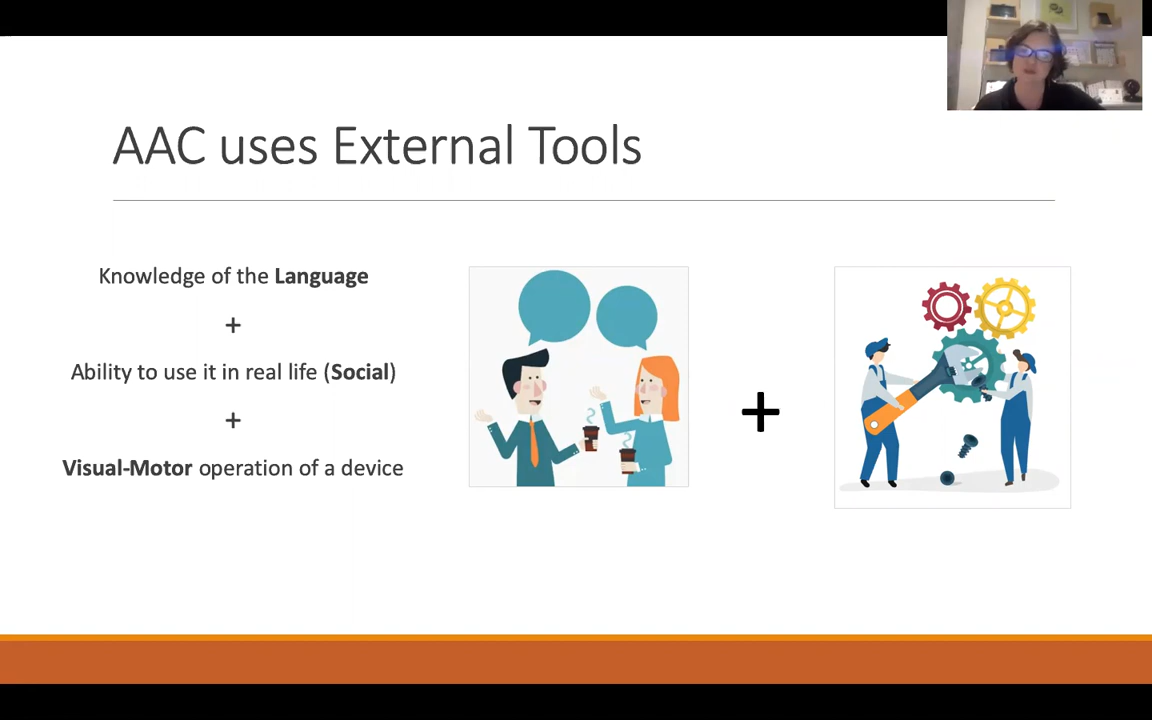 AAC uses External Tools
Knowledge of the Language
+
Ability to use it in real life (Social)
+
Visual-Motor operation of a device
+